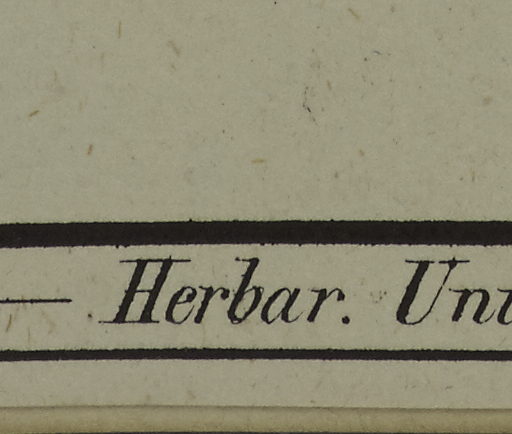 — Herbar.